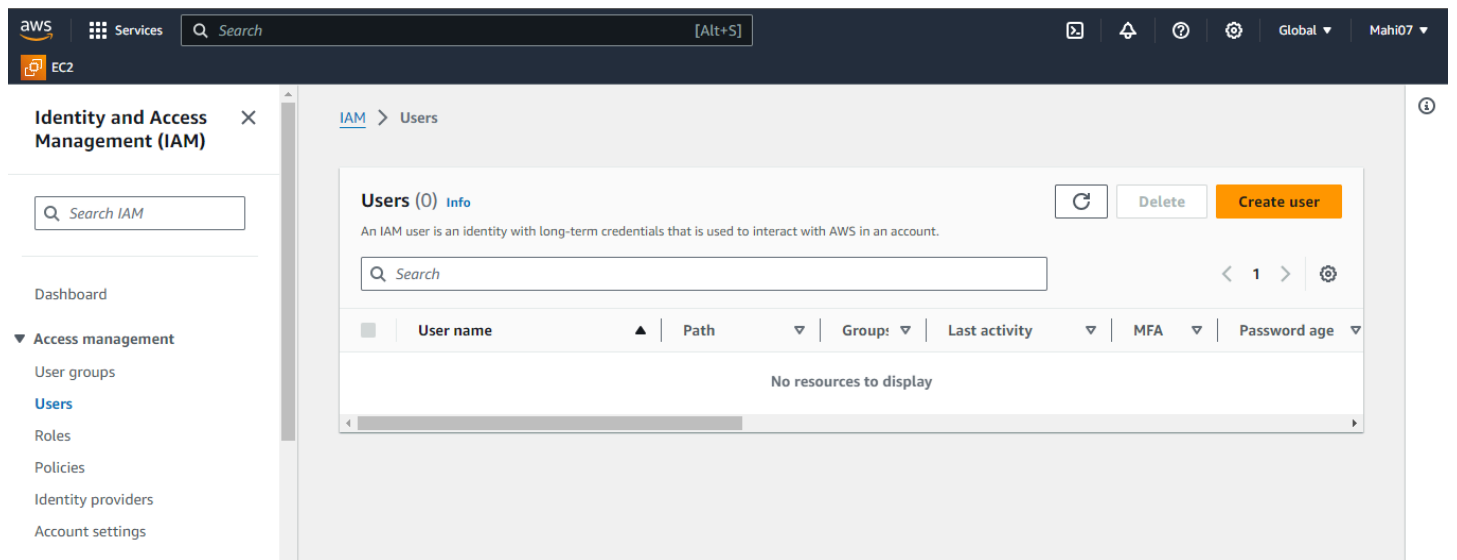 aws
Services
Search
[Alt+S]
Global
Mahi07
EC2
Identity and Access
Management (IAM)
Search IAM
Dashboard
Access management
User groups
Users
Roles
Policies
Identity providers
Account settings
IAM > Users
Users (0) Info
Delete
Create user
An IAM user is an identity with long-term credentials that is used to interact with AWS in an account.
Search
1
User name
Path
Groups
Last activity
MFA
Password age
No resources to display